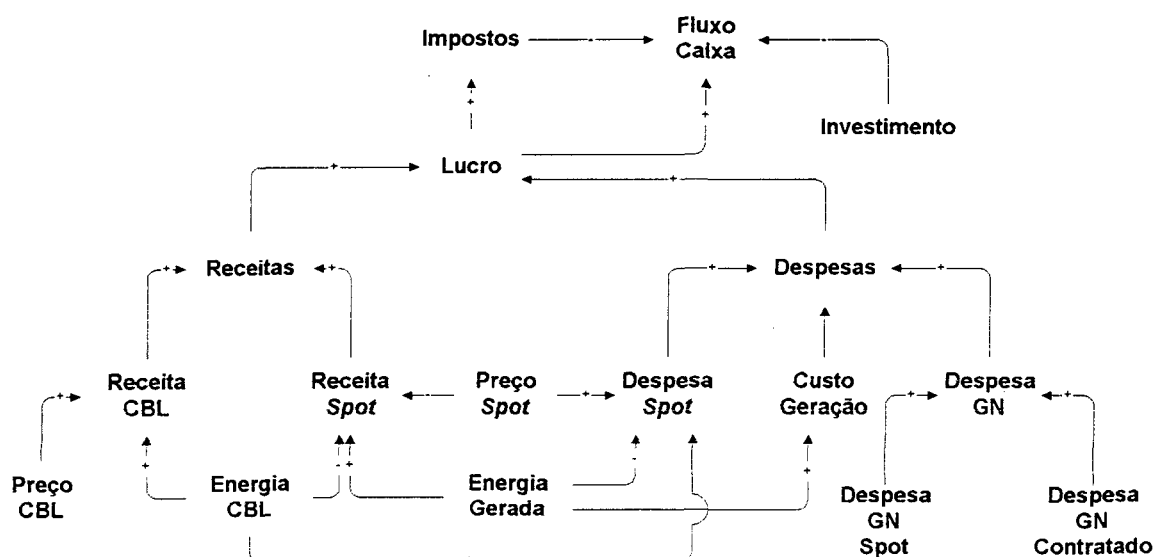 Impostos
Fluxo
Caixa
-
-
+
+
Investimento
Lucro
+
+
Receitas
Despesas
+
+
+
+
Receita
CBL
Receita
Spot
Preço
Spot
Despesa
Spot
Custo
Geração
Despesa
GN
+
-
+
+
+
+
-
+
-
+
Preço
CBL
Energia
CBL
Energia
Gerada
Despesa
GN
Spot
Despesa
GN
Contratado